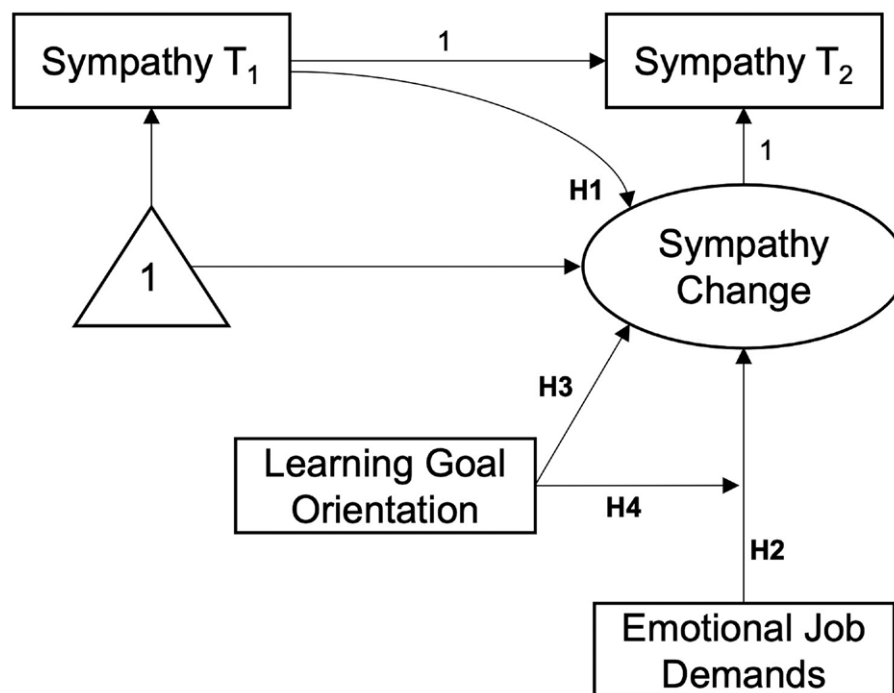 Sympathy T₁
1
Sympathy T₂
1
H1
Sympathy
Change
1
H3
Learning Goal
Orientation
H4
H2
Emotional Job
Demands